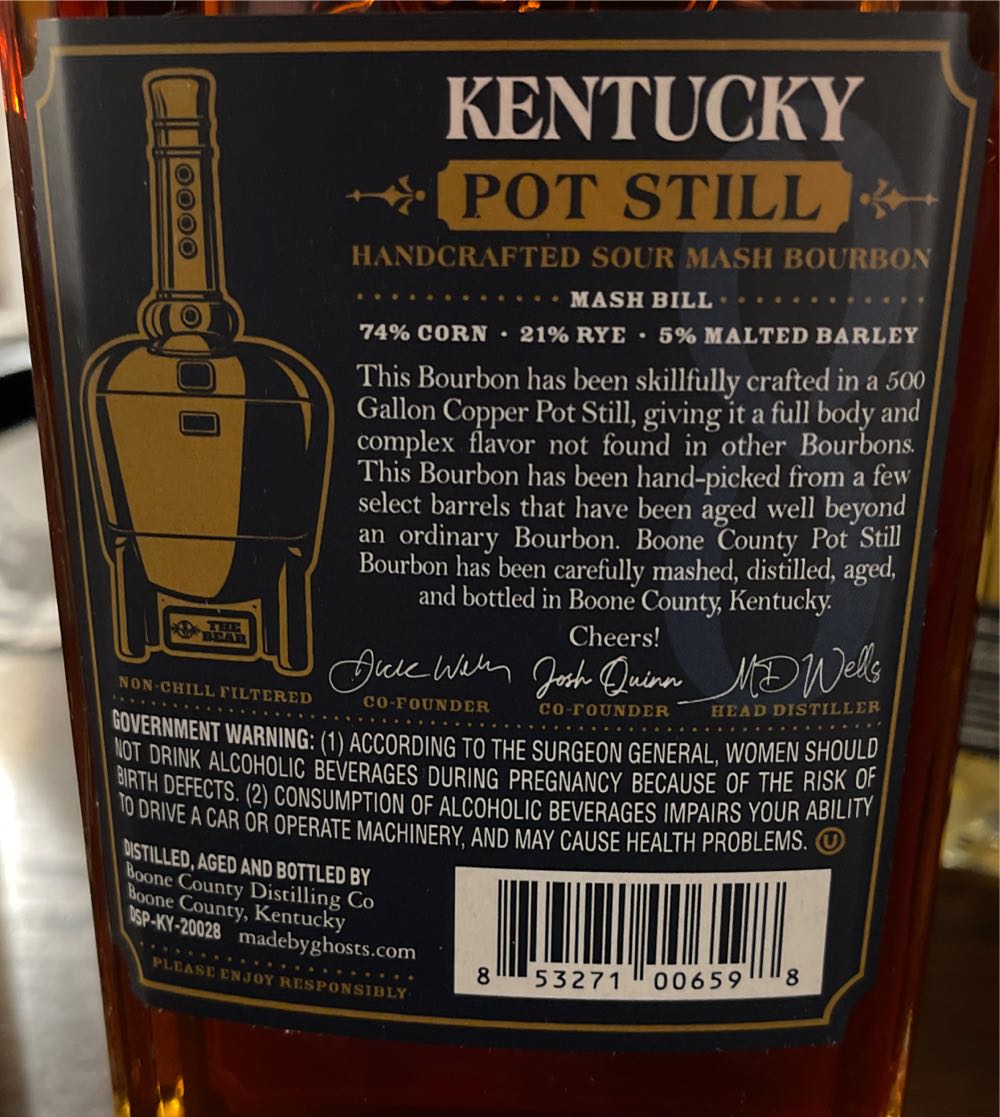 KENTUCKY
POT STILL
HANDCRAFTED SOUR MASH BOURBON
MASH BILL
74% CORN · 21% RYE · 5% MALTED BARLEY
This Bourbon has been skillfully crafted in a 500
Gallon Copper Pot Still, giving it a full body and
complex flavor not found in other Bourbons.
This Bourbon has been hand-picked from a few
select barrels that have been aged well beyond
an ordinary Bourbon. Boone County Pot Still
Bourbon has been carefully mashed, distilled, aged,
and bottled in Boone County, Kentucky.
Cheers!
8
THE
BEAR
NON-CHILL FILTERED
Josh Quinn
MD Wells
CO-FOUNDER
CO-FOUNDER
HEAD DISTILLER
GOVERNMENT WARNING: (1) ACCORDING TO THE SURGEON GENERAL, WOMEN SHOULD
NOT DRINK ALCOHOLIC BEVERAGES DURING PREGNANCY BECAUSE OF THE RISK OF
BIRTH DEFECTS. (2) CONSUMPTION OF ALCOHOLIC BEVERAGES IMPAIRS YOUR ABILITY
TO DRIVE A CAR OR OPERATE MACHINERY, AND MAY CAUSE HEALTH PROBLEMS. U
DISTILLED, AGED AND BOTTLED BY
Boone County Distilling Co
Boone County, Kentucky
DSP-KY-20028 madebyghosts.com
PLEASE ENJOY RESPONSIBLY
8 53271 00659 8